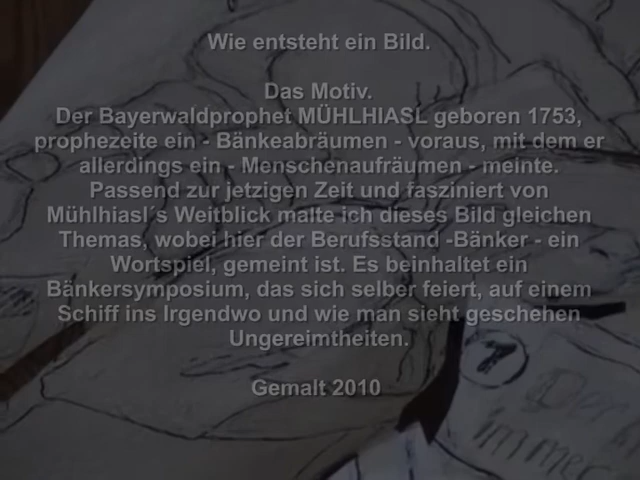 Wie entsteht ein Bild.
Das Motiv.
Der Bayerwaldprophet MÜHLHIASL geboren 1753,
prophezeite ein - Bänkeabräumen - voraus, mit dem er
allerdings ein - Menschenaufräumen - meinte.
Passend zur jetzigen Zeit und fasziniert von
Mühlhiasl´s Weitblick malte ich dieses Bild gleichen
Themas, wobei hier der Berufsstand -Bänker - ein
Wortspiel, gemeint ist. Es beinhaltet ein
Bänkersymposium, das sich selber feiert, auf einem
Schiff ins Irgendwo und wie man sieht geschehen
Ungereimtheiten.
Gemalt 2010
immer